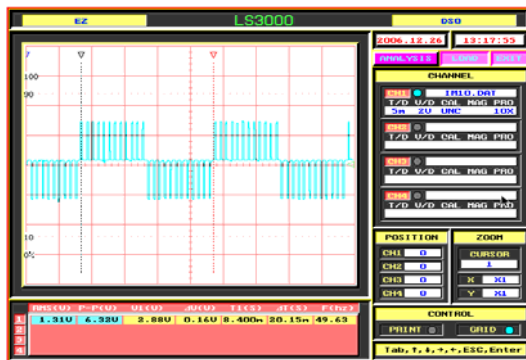 EZ LS3000 DSO
2006.12.26 13:17:55
ANALYSIS LOAD EXIT
CHANNEL
CH1 IM10.DAT
T/D V/D CAL MAG PRO
5m 2V UNC 10X
CH2
T/D V/D CAL MAG PRO
CH3
T/D V/D CAL MAG PRO
CH4
T/D V/D CAL MAG PRO
100
90
10
0%
POSITION ZOOM
CH1 0 CURSOR
CH2 0 1
CH3 0 X X1
CH4 0 Y X1
RMS(V) P-P(V) V1(V) ΔV(V) T1(S) ΔT(S) F(hz)
1 1.31V 6.32V 2.88V 0.16V 8.400m 20.15m 49.63
2
3
4
CONTROL
PRINT GRID
Tab,↑,↓,→,←,ESC,Enter